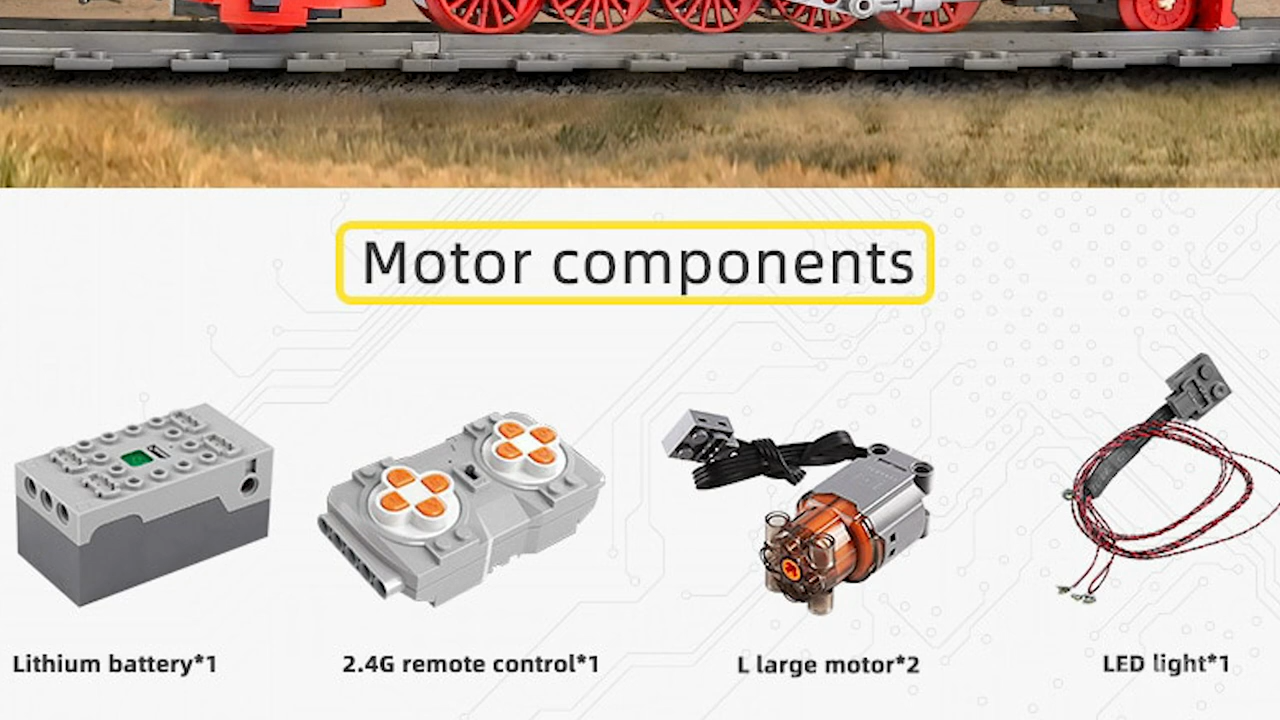 Motor components
Lithium battery*1
2.4G remote control*1
L large motor*2
LED light*1